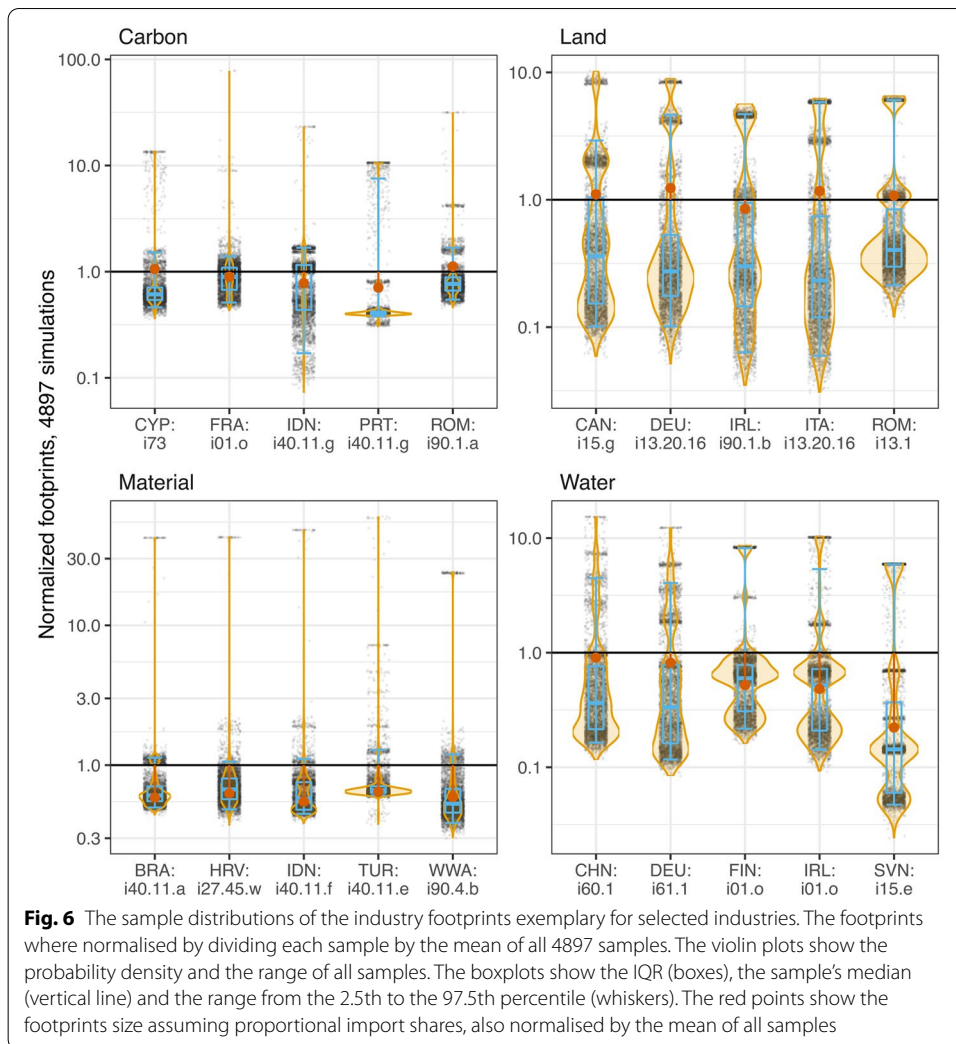 Carbon
Land
Normalized footprints, 4897 simulations
100.0
10.0
1.0
0.1
CYP: FRA: IDN: PRT: ROM:
i73 i01.o i40.11.g i40.11.g i90.1.a
10.0
1.0
0.1
CAN: DEU: IRL: ITA: ROM:
i15.g i13.20.16 i90.1.b i13.20.16 i13.1
Material
Water
30.0
10.0
3.0
1.0
0.3
BRA: HRV: IDN: TUR: WWA:
i40.11.a i27.45.w i40.11.f i40.11.e i90.4.b
10.0
1.0
0.1
CHN: DEU: FIN: IRL: SVN:
i60.1 i61.1 i01.o i01.o i15.e
Fig. 6 The sample distributions of the industry footprints exemplary for selected industries. The footprints
where normalised by dividing each sample by the mean of all 4897 samples. The violin plots show the
probability density and the range of all samples. The boxplots show the IQR (boxes), the sample's median
(vertical line) and the range from the 2.5th to the 97.5th percentile (whiskers). The red points show the
footprints size assuming proportional import shares, also normalised by the mean of all samples